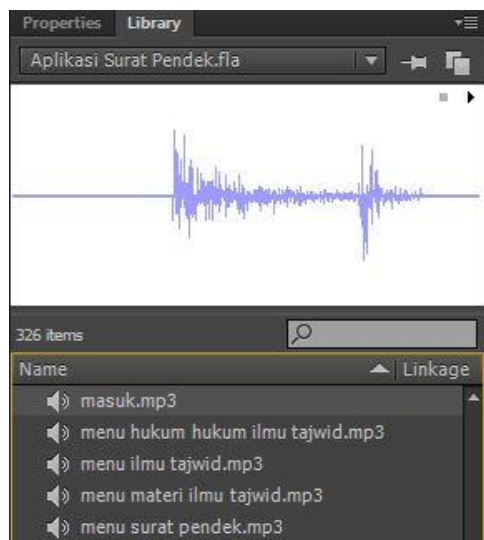 Properties Library
Aplikasi Surat Pendek.fla
326 items
Name Linkage
masuk.mp3
menu hukum hukum ilmu tajwid.mp3
menu ilmu tajwid.mp3
menu materi ilmu tajwid.mp3
menu surat pendek.mp3